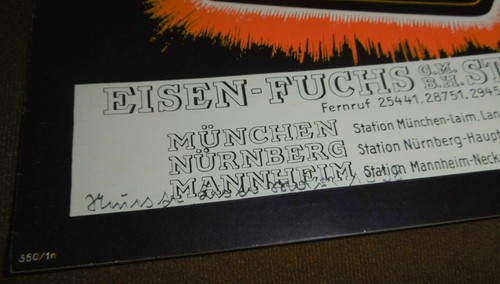 EISEN-FUCHS G.M.B.H. ST
Fernruf 25441, 28751, 2945
MÜNCHEN Station München-Laim, Lan
NÜRNBERG Station Nürnberg-Haupt
MANNHEIM Station Mannheim-Neck
350/1n